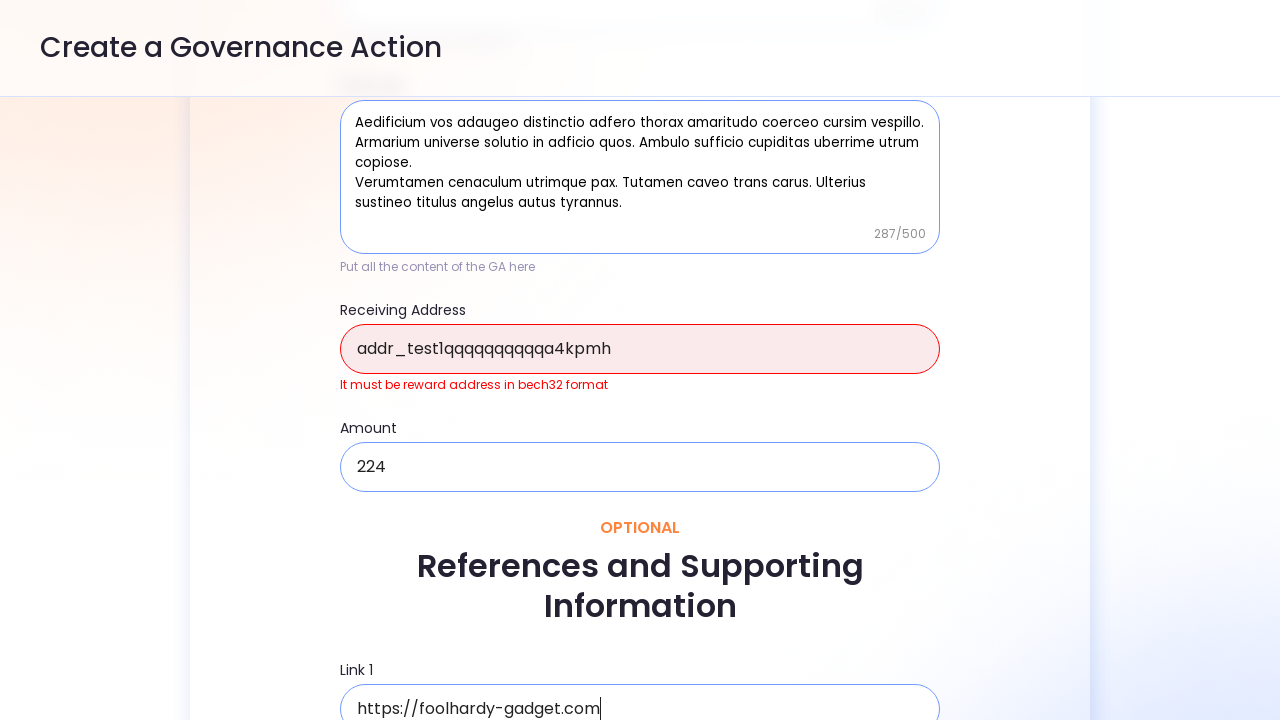 Create a Governance Action
Aedificium vos adaugeo distinctio adfero thorax amaritudo coerceo cursim vespillo.
Armarium universe solutio in adficio quos. Ambulo sufficio cupiditas uberrime utrum
copiose.
Verumtamen cenaculum utrimque pax. Tutamen caveo trans carus. Ulterius
sustineo titulus angelus autus tyrannus.
287/500
Put all the content of the GA here
Receiving Address
addr_test1qqqqqqqqqqa4kpmh
It must be reward address in bech32 format
Amount
224
OPTIONAL
References and Supporting
Information
Link 1
https://foolhardy-gadget.com